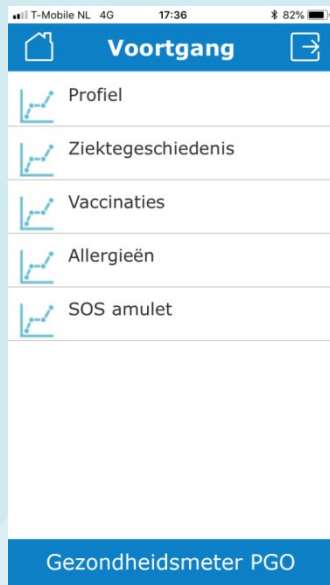 T-Mobile NL 4G 17:36 82%
Voortgang
Profiel
Ziektegeschiedenis
Vaccinaties
Allergieën
SOS amulet
Gezondheidsmeter PGO